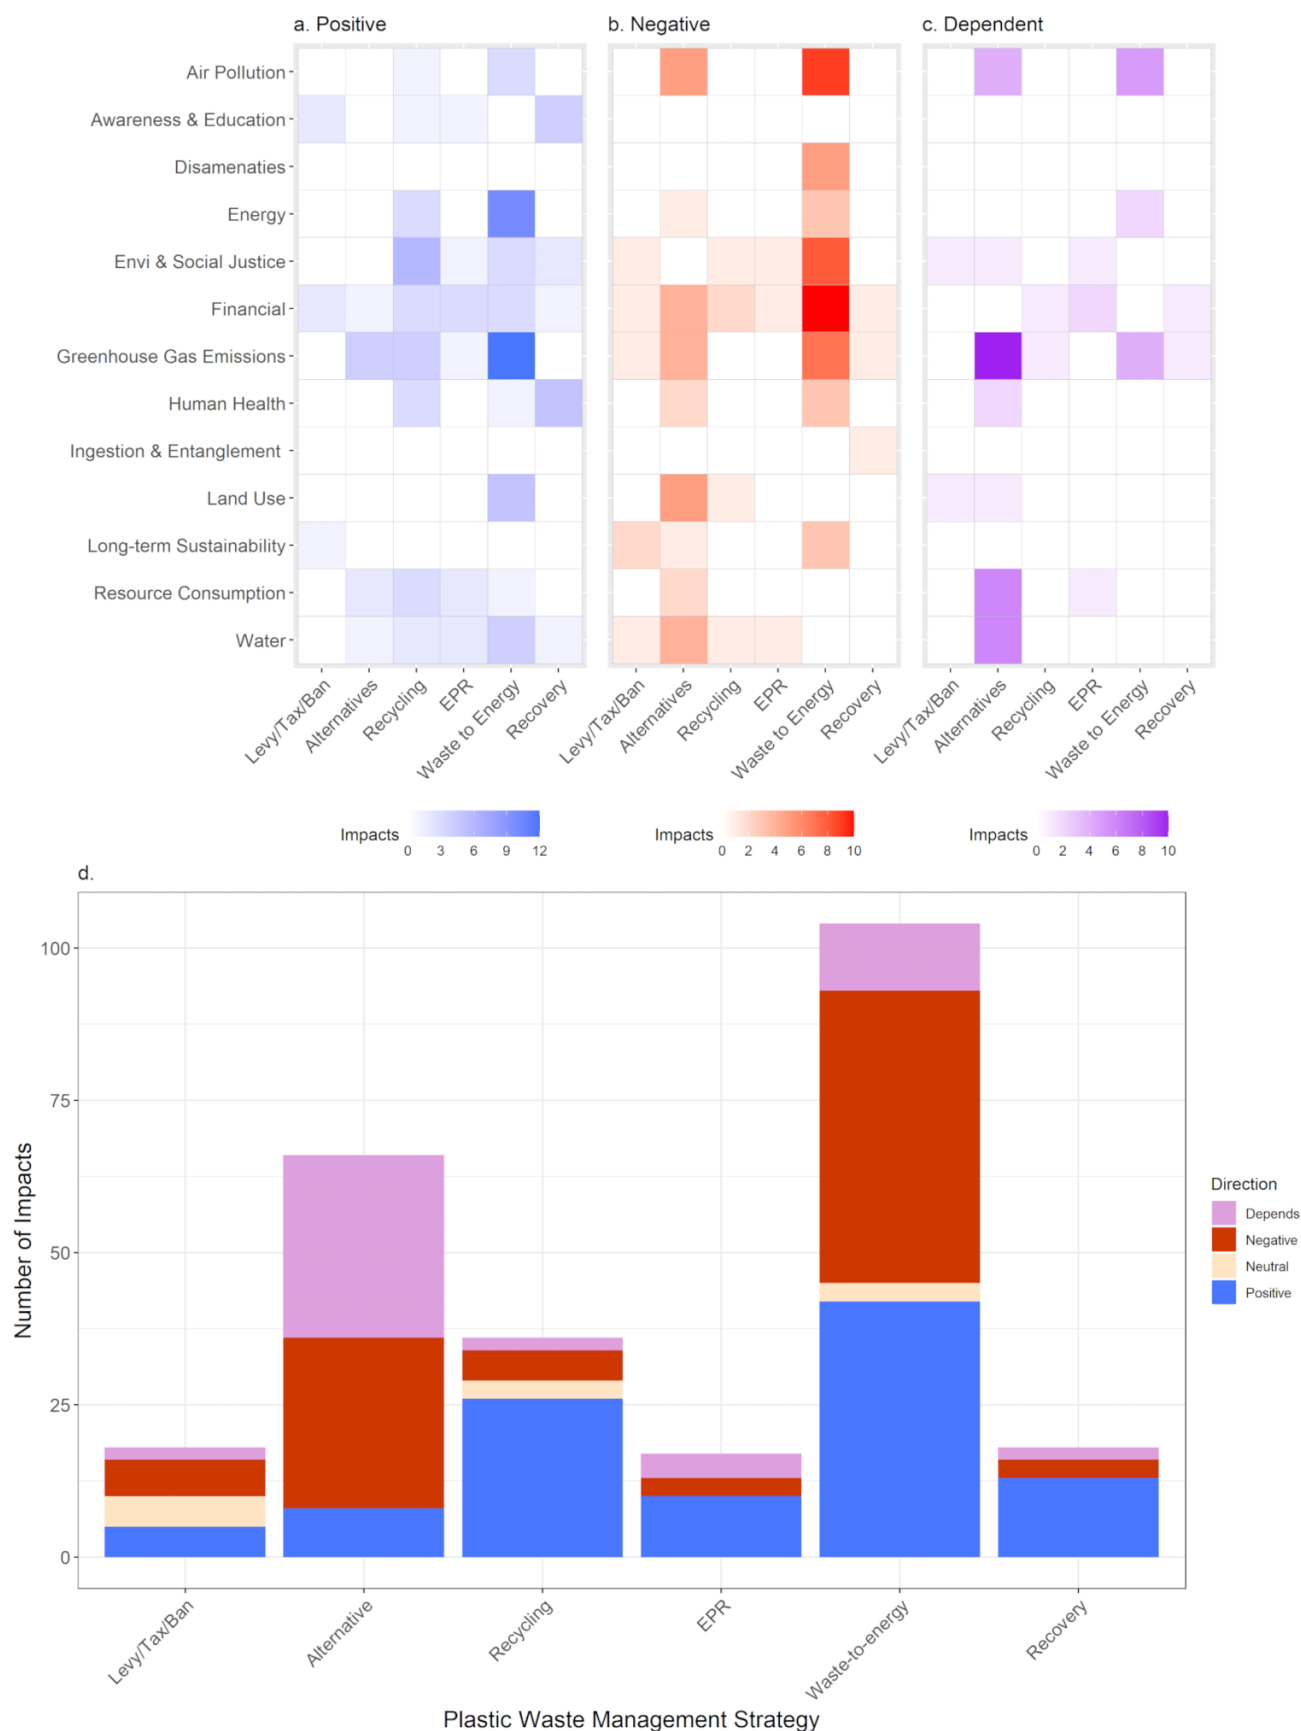 a. Positive
b. Negative
c. Dependent
Air Pollution
Awareness & Education
Disamenaties
Energy
Envi & Social Justice
Financial
Greenhouse Gas Emissions
Human Health
Ingestion & Entanglement
Land Use
Long-term Sustainability
Resource Consumption
Water
Levy/Tax/Ban
Alternatives
Recycling
EPR
Waste to Energy
Recovery
Levy/Tax/Ban
Alternatives
Recycling
EPR
Waste to Energy
Recovery
Levy/Tax/Ban
Alternatives
Recycling
EPR
Waste to Energy
Recovery
Impacts
0 3 6 9 12
Impacts
0 2 4 6 8 10
Impacts
0 2 4 6 8 10
d.
Number of Impacts
100
75
50
25
0
Direction
Depends
Negative
Neutral
Positive
Levy/Tax/Ban
Alternative
Recycling
EPR
Waste-to-energy
Recovery
Plastic Waste Management Strategy